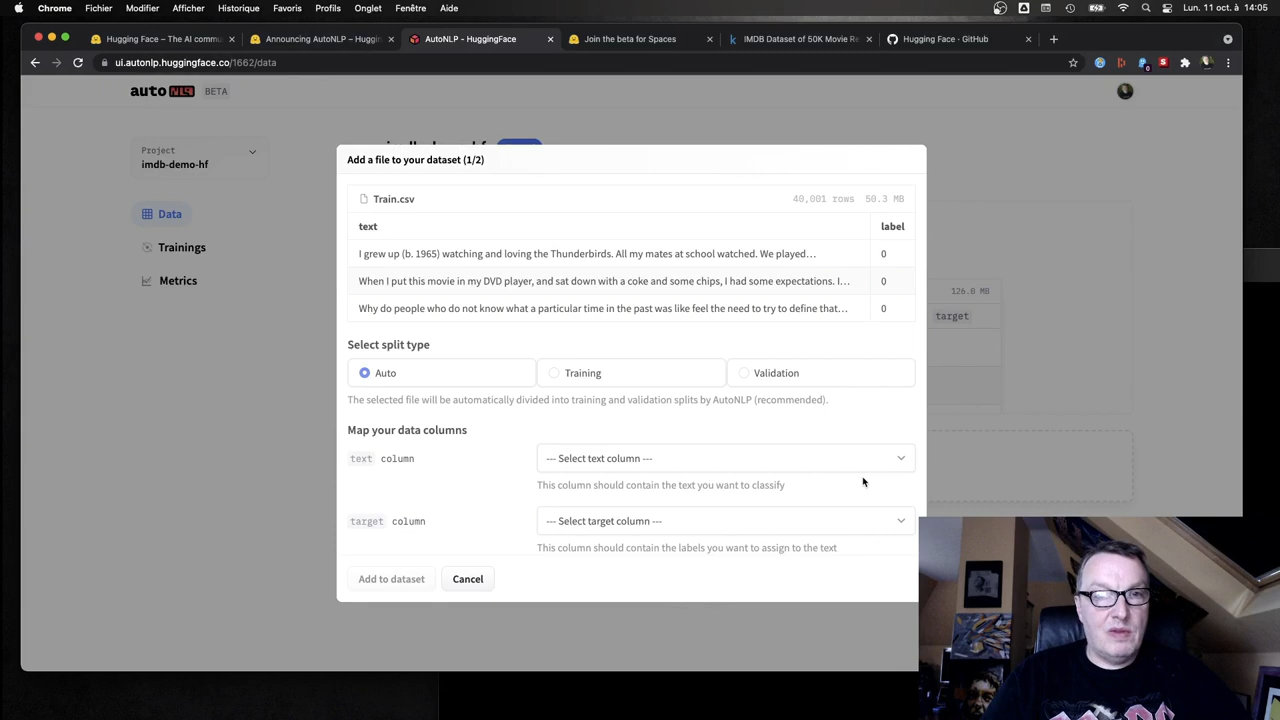 Chrome Fichier Modifier Afficher Historique Favoris Profils Onglet Fenêtre Aide Lun. 11 oct. à 14:05
Hugging Face – The AI commu
Announcing AutoNLP – Huggin
AutoNLP - HuggingFace
Join the beta for Spaces
IMDB Dataset of 50K Movie Re
Hugging Face · GitHub
ui.autonlp.huggingface.co/1662/data
auto NLP BETA
Project
imdb-demo-hf
Data
Trainings
Metrics
Add a file to your dataset (1/2)
Train.csv 40,001 rows 50.3 MB
text label
I grew up (b. 1965) watching and loving the Thunderbirds. All my mates at school watched. We played… 0
When I put this movie in my DVD player, and sat down with a coke and some chips, I had some expectations. I… 0
Why do people who do not know what a particular time in the past was like feel the need to try to define that… 0
126.0 MB
target
Select split type
Auto Training Validation
The selected file will be automatically divided into training and validation splits by AutoNLP (recommended).
Map your data columns
text column --- Select text column ---
This column should contain the text you want to classify
target column --- Select target column ---
This column should contain the labels you want to assign to the text
Add to dataset Cancel